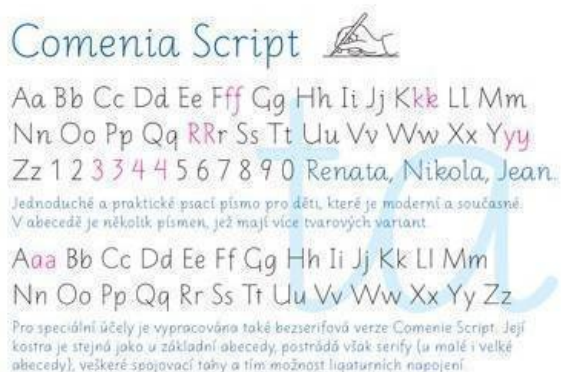 Comenia Script
Aa Bb Cc Dd Ee Fff Gg Hh Ii Jj Kkk Ll Mm
Nn Oo Pp Qq RRr Ss Tt Uu Vv Ww Xx Yyy
Zz 1 2 3 3 4 4 5 6 7 8 9 0 Renata, Nikola, Jean.
Jednoduché a praktické psací písmo pro děti, které je moderní a současné.
V abecedě je několik písmen, jež mají více tvarových variant
ta
Aaa Bb Cc Dd Ee Ff Gg Hh Ii Jj Kk Ll Mm
Nn Oo Pp Qq Rr Ss Tt Uu Vv Ww Xx Yy Zz
Pro speciální účely je vypracována také bezserifová verze Comenie Script. Její
kostra je stejná jako u základní abecedy, postrádá však serify (u malé i velké
abecedy), veškeré spojovací tahy a tím možnost ligaturních napojení